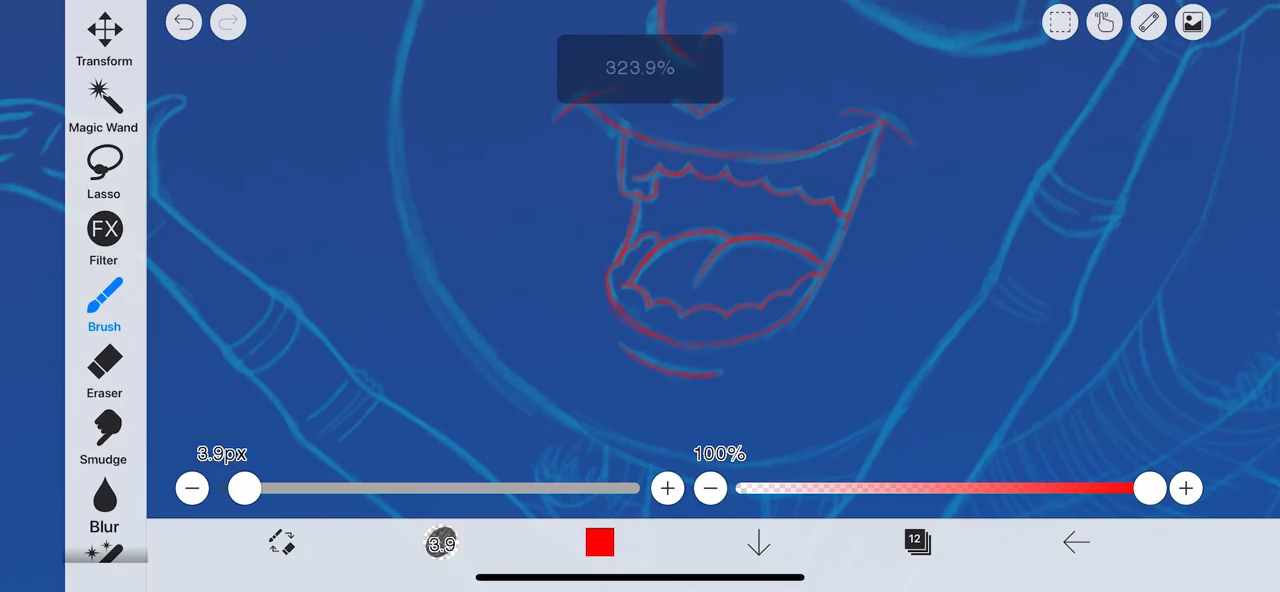 323.9%
Transform
Magic Wand
Lasso
FX
Filter
Brush
Eraser
Smudge
Blur
3.9px
100%
3.9
12